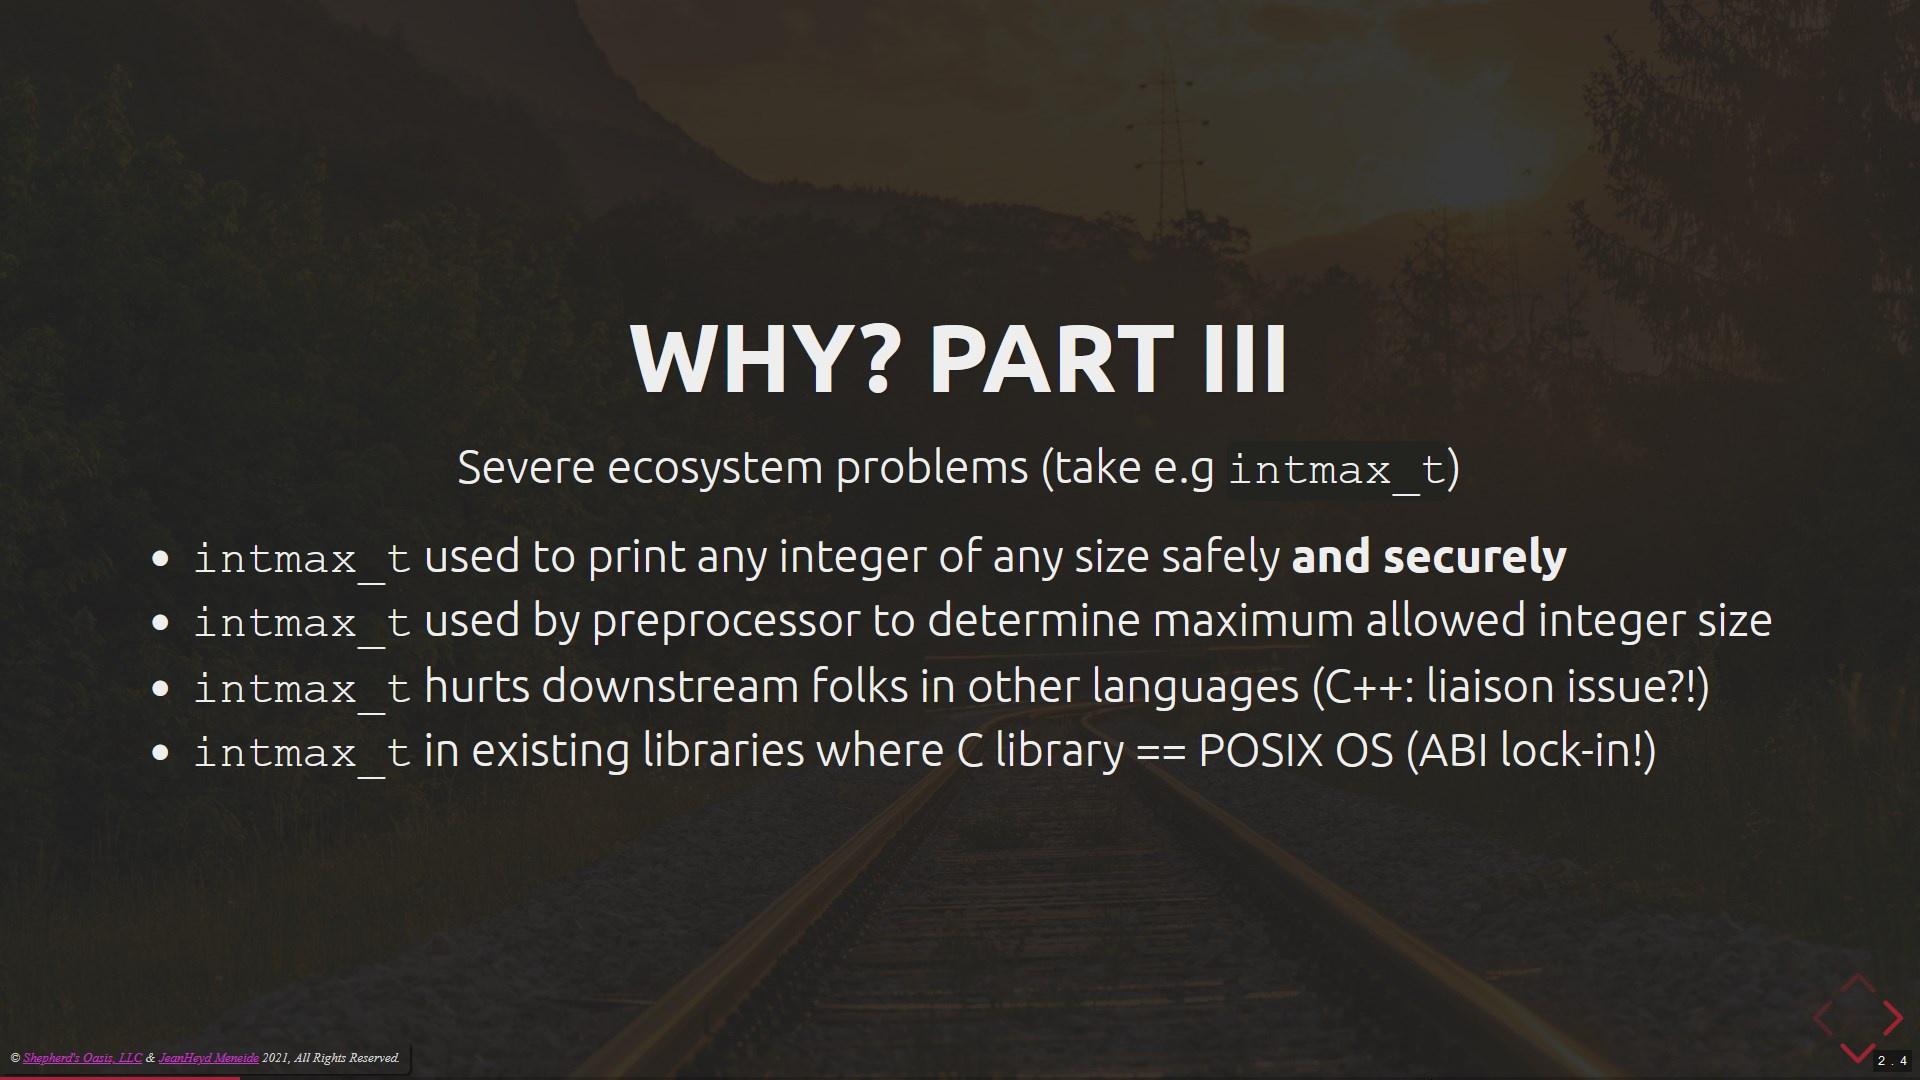 WHY? PART III
Severe ecosystem problems (take e.g intmax_t)
• intmax_t used to print any integer of any size safely and securely
• intmax_t used by preprocessor to determine maximum allowed integer size
• intmax_t hurts downstream folks in other languages (C++: liaison issue?!)
• intmax_t in existing libraries where C library == POSIX OS (ABI lock-in!)
© Shepherd's Oasis, LLC & JeanHeyd Meneide 2021, All Rights Reserved.
2 . 4